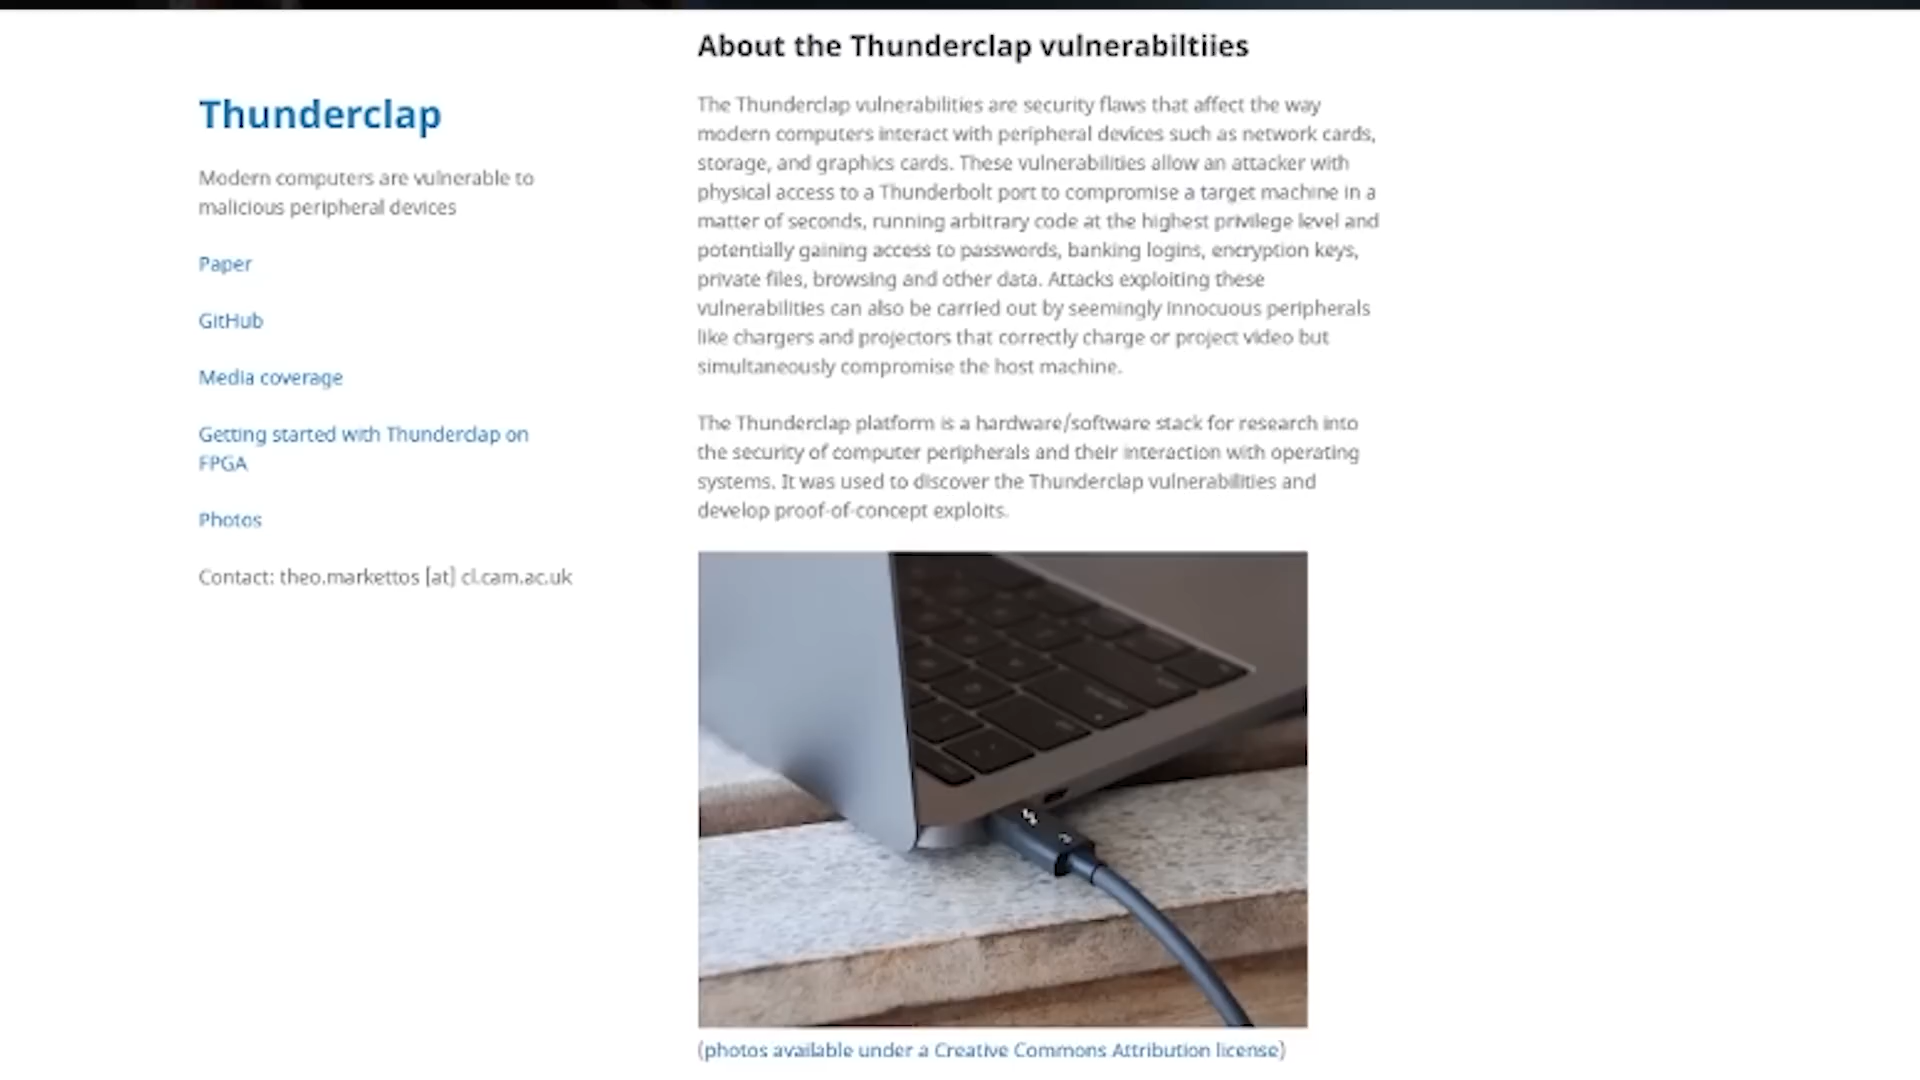 Thunderclap
Modern computers are vulnerable to
malicious peripheral devices
Paper
GitHub
Media coverage
Getting started with Thunderclap on
FPGA
Photos
Contact: theo.markettos [at] cl.cam.ac.uk
About the Thunderclap vulnerabiltiies
The Thunderclap vulnerabilities are security flaws that affect the way
modern computers interact with peripheral devices such as network cards,
storage, and graphics cards. These vulnerabilities allow an attacker with
physical access to a Thunderbolt port to compromise a target machine in a
matter of seconds, running arbitrary code at the highest privilege level and
potentially gaining access to passwords, banking logins, encryption keys,
private files, browsing and other data. Attacks exploiting these
vulnerabilities can also be carried out by seemingly innocuous peripherals
like chargers and projectors that correctly charge or project video but
simultaneously compromise the host machine.
The Thunderclap platform is a hardware/software stack for research into
the security of computer peripherals and their interaction with operating
systems. It was used to discover the Thunderclap vulnerabilities and
develop proof-of-concept exploits.
(photos available under a Creative Commons Attribution license)